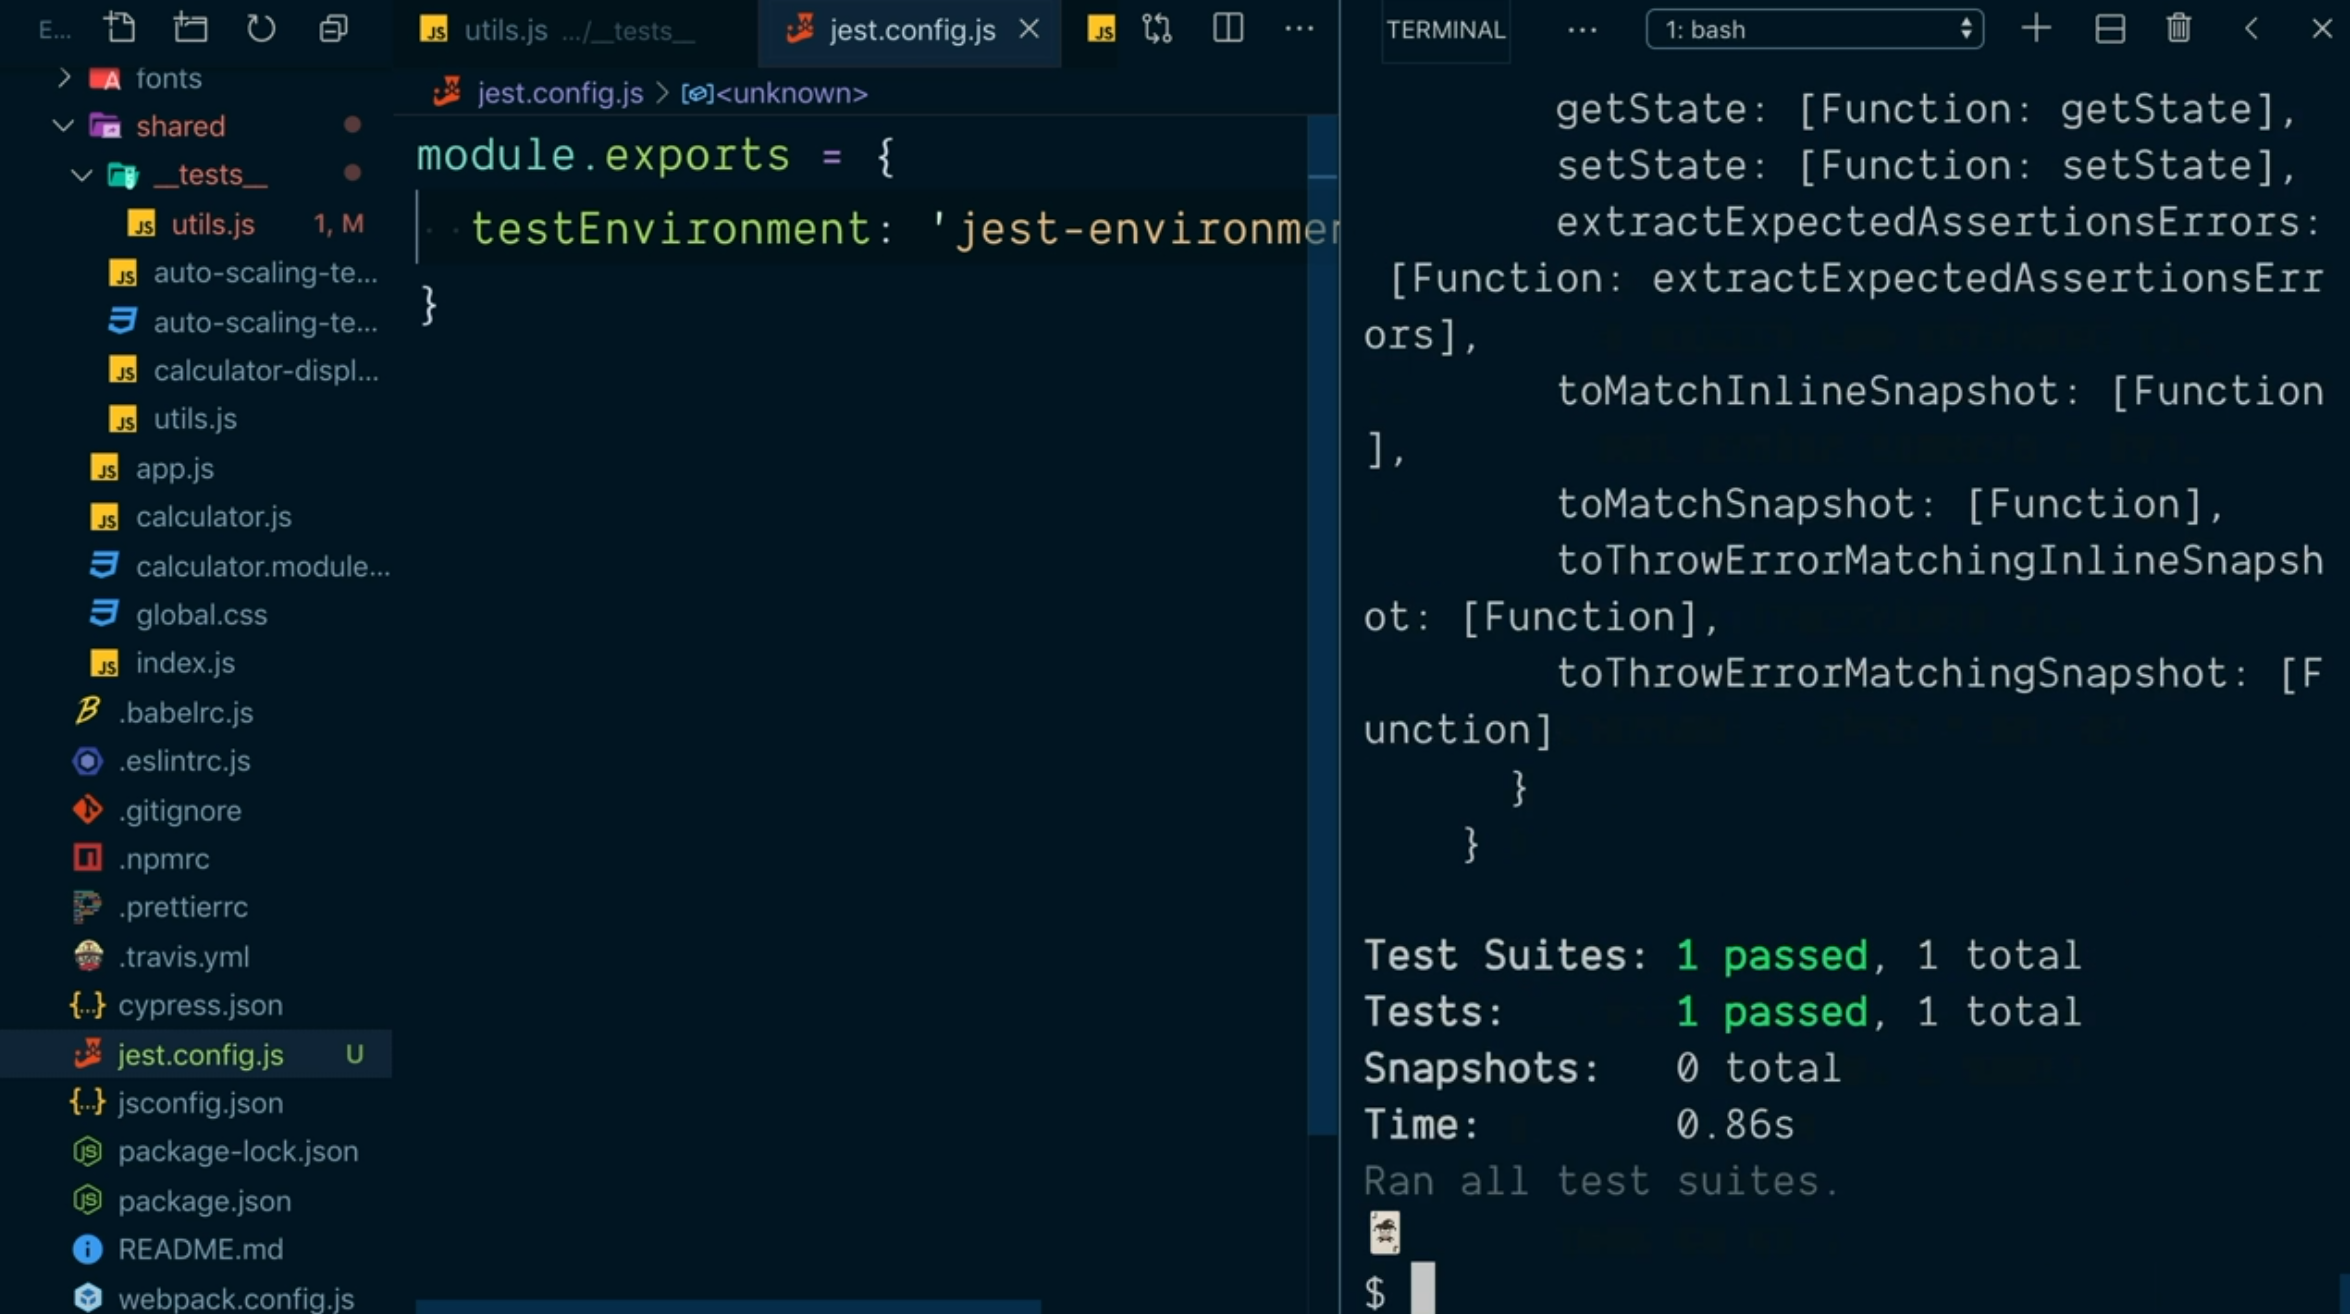 E...
fonts
shared
__tests__
utils.js 1, M
auto-scaling-te...
auto-scaling-te...
calculator-displ...
utils.js
app.js
calculator.js
calculator.module...
global.css
index.js
.babelrc.js
.eslintrc.js
.gitignore
.npmrc
.prettierrc
.travis.yml
cypress.json
jest.config.js U
jsconfig.json
package-lock.json
package.json
README.md
webpack.config.js
utils.js .../__tests__
jest.config.js
jest.config.js > <unknown>
module.exports = {
testEnvironment: 'jest-environmen
}
TERMINAL ... 1: bash
getState: [Function: getState],
setState: [Function: setState],
extractExpectedAssertionsErrors:
[Function: extractExpectedAssertionsErr
ors],
toMatchInlineSnapshot: [Function
],
toMatchSnapshot: [Function],
toThrowErrorMatchingInlineSnapsh
ot: [Function],
toThrowErrorMatchingSnapshot: [F
unction]
}
}
Test Suites: 1 passed, 1 total
Tests: 1 passed, 1 total
Snapshots: 0 total
Time: 0.86s
Ran all test suites.
$